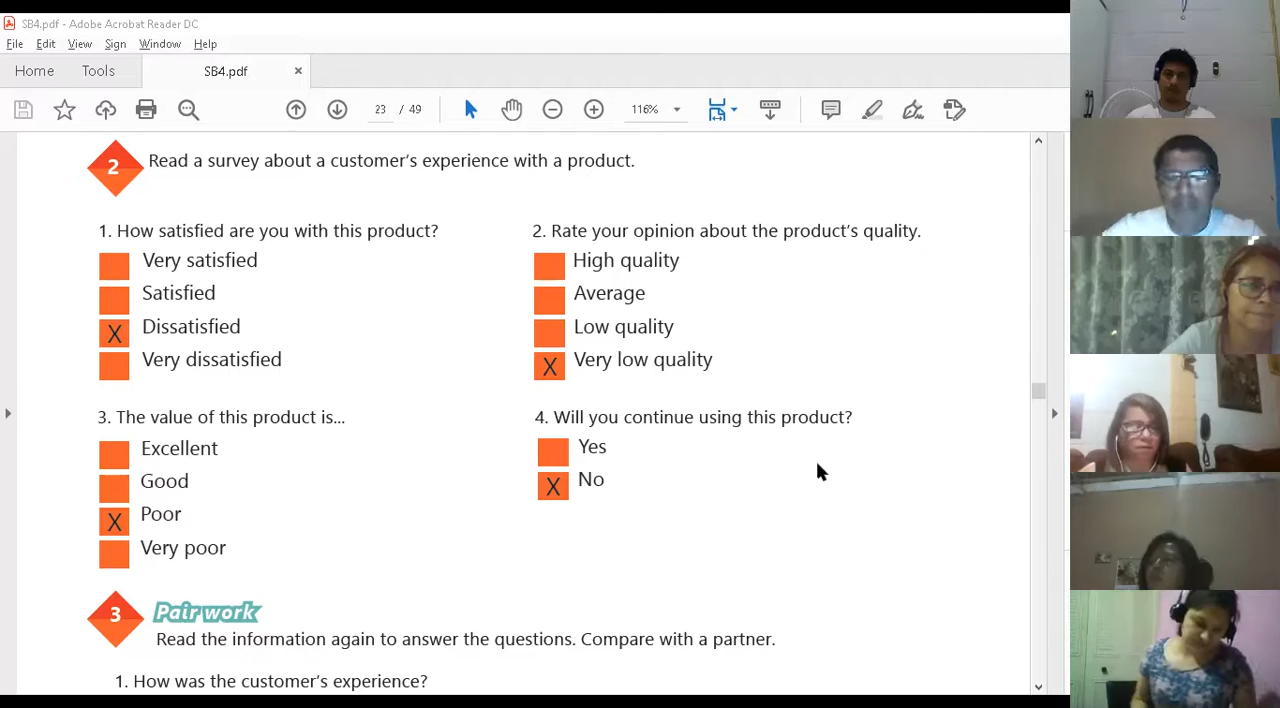 SB4.pdf - Adobe Acrobat Reader DC
File Edit View Sign Window Help
Home Tools SB4.pdf ×
23 / 49 116%
2 Read a survey about a customer's experience with a product.
1. How satisfied are you with this product?
Very satisfied
Satisfied
X Dissatisfied
Very dissatisfied
2. Rate your opinion about the product's quality.
High quality
Average
Low quality
X Very low quality
3. The value of this product is...
Excellent
Good
X Poor
Very poor
4. Will you continue using this product?
Yes
X No
3 Pair work
Read the information again to answer the questions. Compare with a partner.
1. How was the customer's experience?